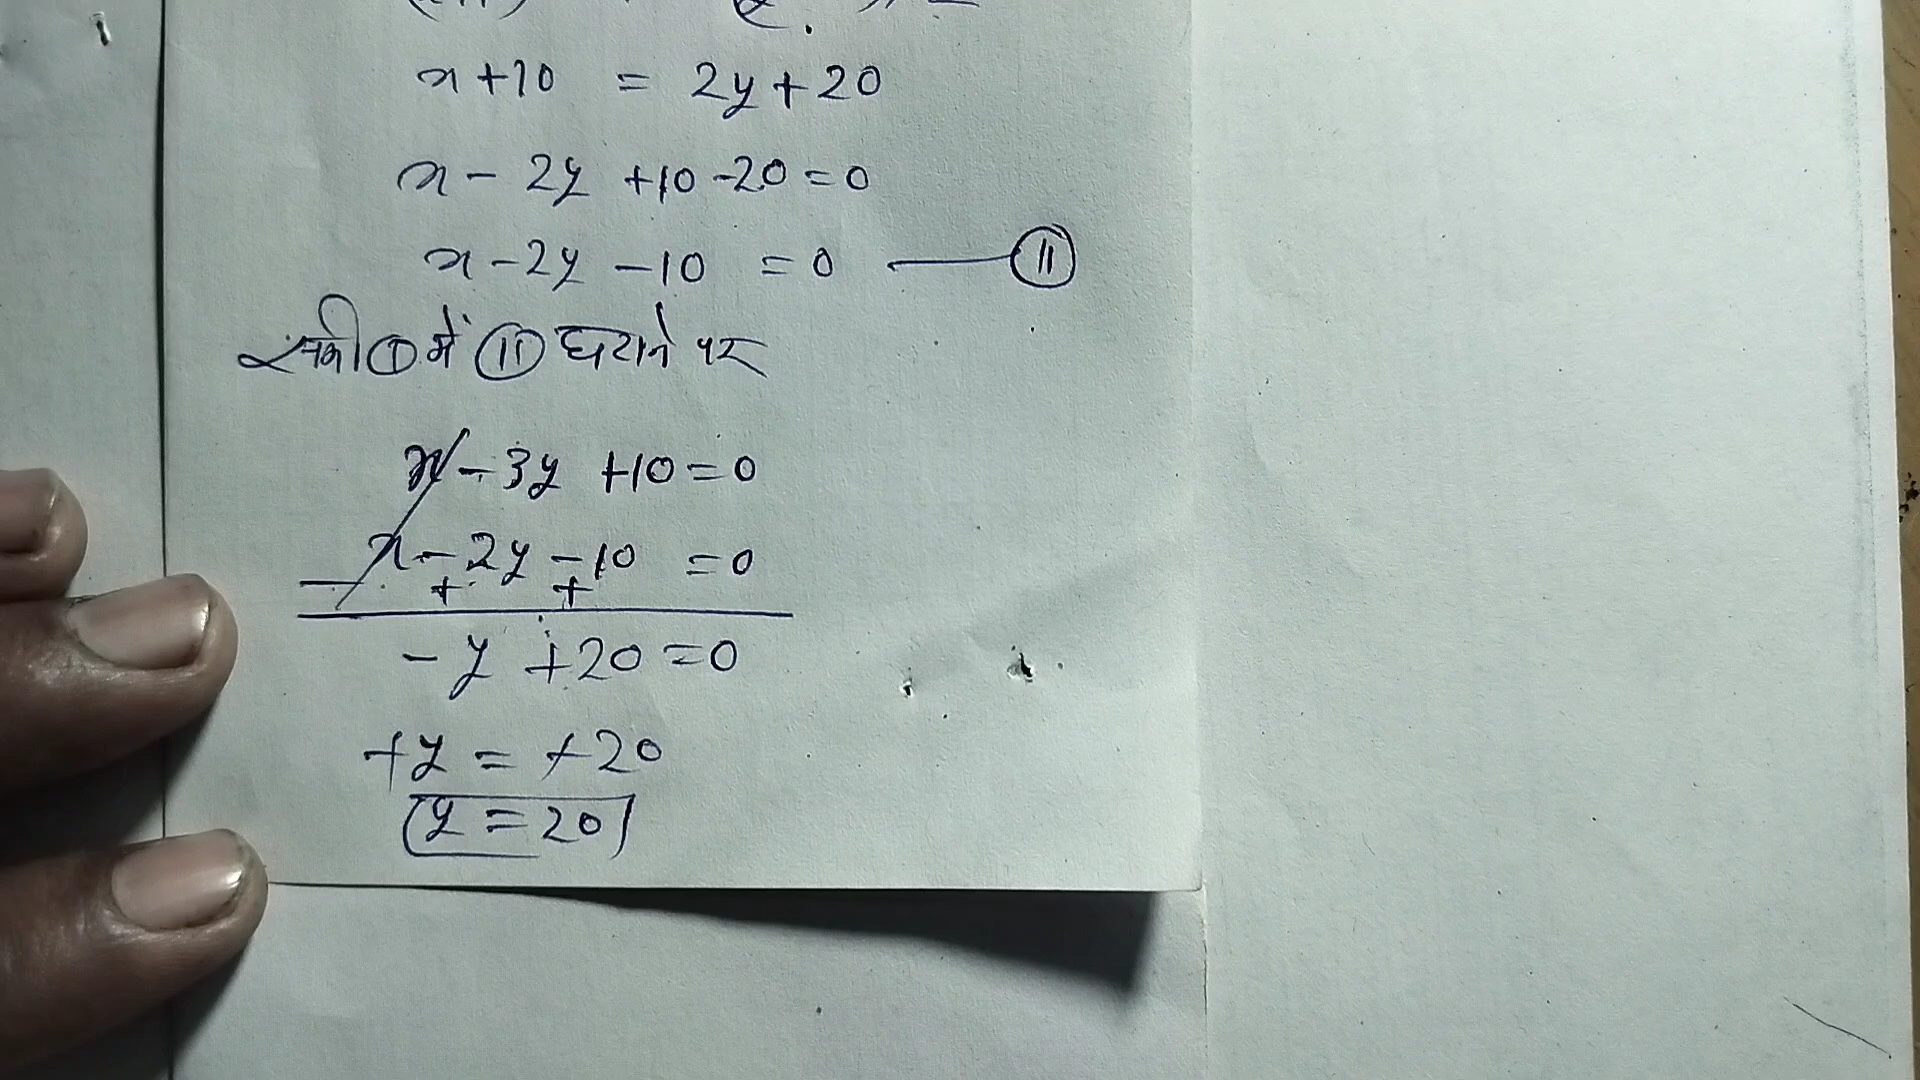 x + 10 = 2y + 20
x - 2y + 10 - 20 = 0
x - 2y - 10 = 0 —— (II)
समी (I) में (II) घटाने पर
x - 3y + 10 = 0
x - 2y - 10 = 0
- + +
- y + 20 = 0
+y = +20
y = 20